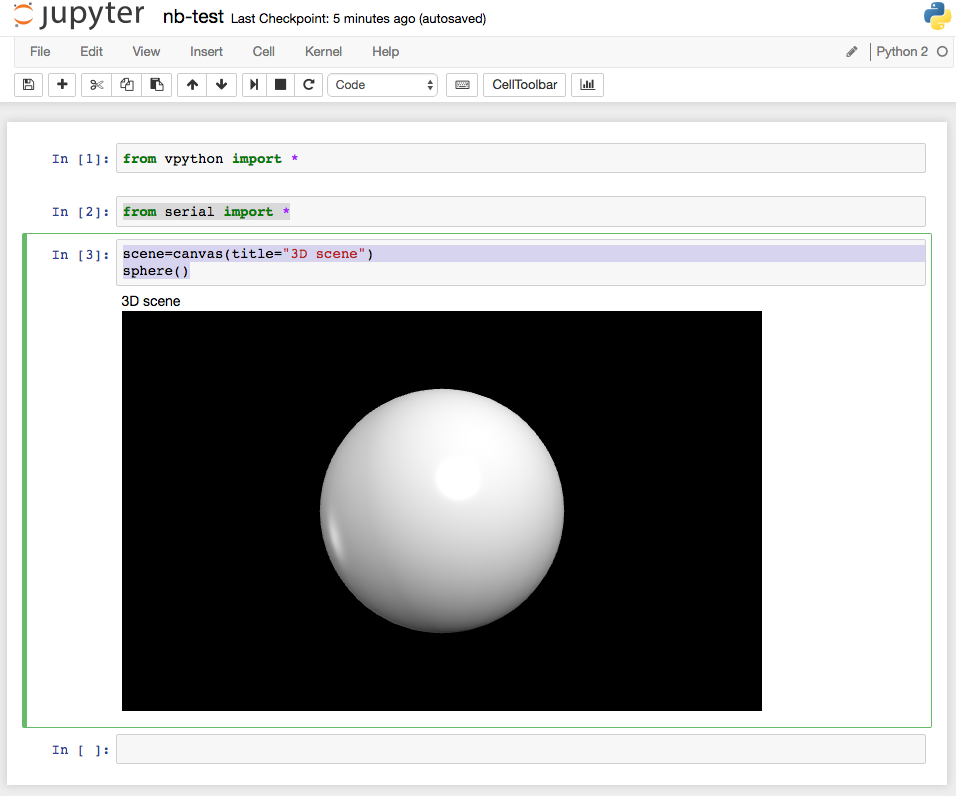 jupyter nb-test Last Checkpoint: 5 minutes ago (autosaved)
File Edit View Insert Cell Kernel Help Python 2
Code CellToolbar
In [1]: from vpython import *
In [2]: from serial import *
In [3]: scene=canvas(title="3D scene")
sphere()
3D scene
In [ ]: